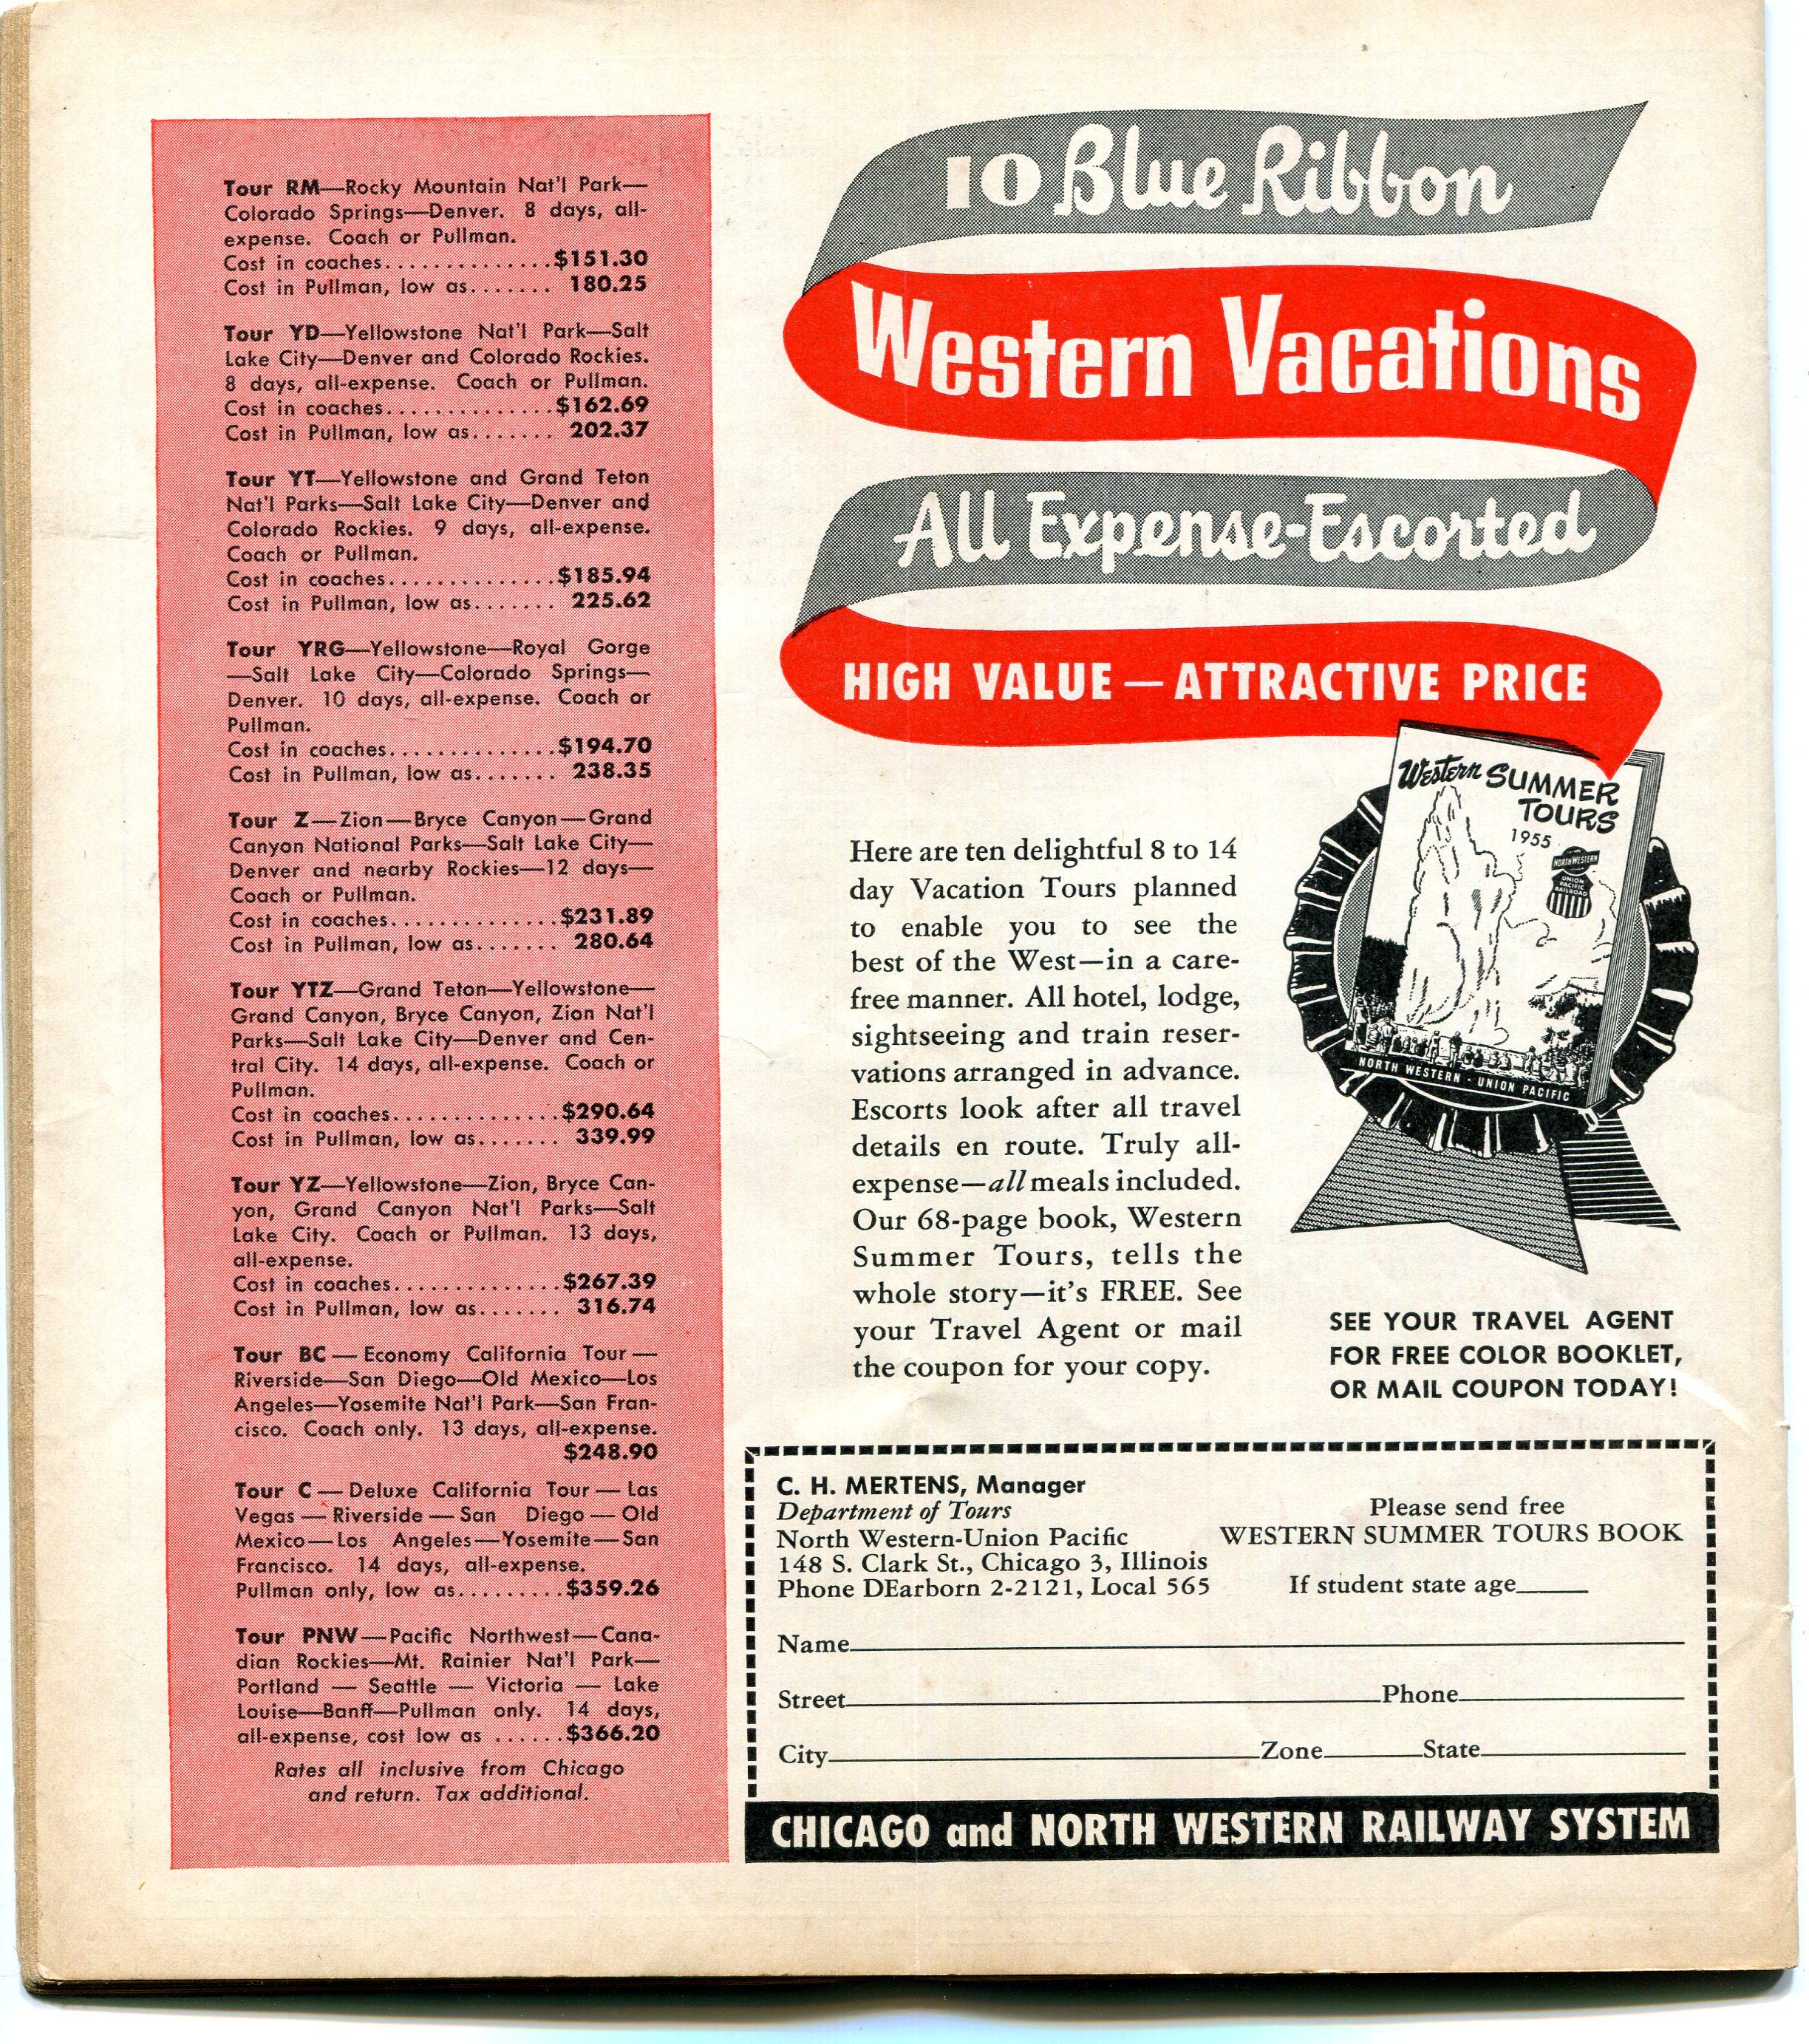 Tour RM—Rocky Mountain Nat'l Park—
Colorado Springs—Denver. 8 days, all-
expense. Coach or Pullman.
Cost in coaches..............$151.30
Cost in Pullman, low as....... 180.25
Tour YD—Yellowstone Nat'l Park—Salt
Lake City—Denver and Colorado Rockies.
8 days, all-expense. Coach or Pullman.
Cost in coaches..............$162.69
Cost in Pullman, low as....... 202.37
Tour YT—Yellowstone and Grand Teton
Nat'l Parks—Salt Lake City—Denver and
Colorado Rockies. 9 days, all-expense.
Coach or Pullman.
Cost in coaches..............$185.94
Cost in Pullman, low as....... 225.62
Tour YRG—Yellowstone—Royal Gorge
—Salt Lake City—Colorado Springs—
Denver. 10 days, all-expense. Coach or
Pullman.
Cost in coaches..............$194.70
Cost in Pullman, low as....... 238.35
Tour Z—Zion—Bryce Canyon—Grand
Canyon National Parks—Salt Lake City—
Denver and nearby Rockies—12 days—
Coach or Pullman.
Cost in coaches..............$231.89
Cost in Pullman, low as....... 280.64
Tour YTZ—Grand Teton—Yellowstone—
Grand Canyon, Bryce Canyon, Zion Nat'l
Parks—Salt Lake City—Denver and Cen-
tral City. 14 days, all-expense. Coach or
Pullman.
Cost in coaches..............$290.64
Cost in Pullman, low as....... 339.99
Tour YZ—Yellowstone—Zion, Bryce Can-
yon, Grand Canyon Nat'l Parks—Salt
Lake City. Coach or Pullman. 13 days,
all-expense.
Cost in coaches..............$267.39
Cost in Pullman, low as....... 316.74
Tour BC—Economy California Tour—
Riverside—San Diego—Old Mexico—Los
Angeles—Yosemite Nat'l Park—San Fran-
cisco. Coach only. 13 days, all-expense.
$248.90
Tour C—Deluxe California Tour—Las
Vegas—Riverside—San Diego—Old
Mexico—Los Angeles—Yosemite—San
Francisco. 14 days, all-expense.
Pullman only, low as.........$359.26
Tour PNW—Pacific Northwest—Cana-
dian Rockies—Mt. Rainier Nat'l Park—
Portland — Seattle — Victoria — Lake
Louise—Banff—Pullman only. 14 days,
all-expense, cost low as ......$366.20
Rates all inclusive from Chicago
and return. Tax additional.
10 Blue Ribbon
Western Vacations
All Expense-Escorted
HIGH VALUE — ATTRACTIVE PRICE
Here are ten delightful 8 to 14
day Vacation Tours planned
to enable you to see the
best of the West—in a care-
free manner. All hotel, lodge,
sightseeing and train reser-
vations arranged in advance.
Escorts look after all travel
details en route. Truly all-
expense—all meals included.
Our 68-page book, Western
Summer Tours, tells the
whole story—it's FREE. See
your Travel Agent or mail
the coupon for your copy.
Western SUMMER
TOURS
1955
NORTH WESTERN
UNION
PACIFIC
RAILROAD
NORTH WESTERN - UNION PACIFIC
SEE YOUR TRAVEL AGENT
FOR FREE COLOR BOOKLET,
OR MAIL COUPON TODAY!
C. H. MERTENS, Manager
Department of Tours
North Western-Union Pacific
148 S. Clark St., Chicago 3, Illinois
Phone DEarborn 2-2121, Local 565
Please send free
WESTERN SUMMER TOURS BOOK
If student state age
Name
Street Phone
City Zone State
CHICAGO and NORTH WESTERN RAILWAY SYSTEM